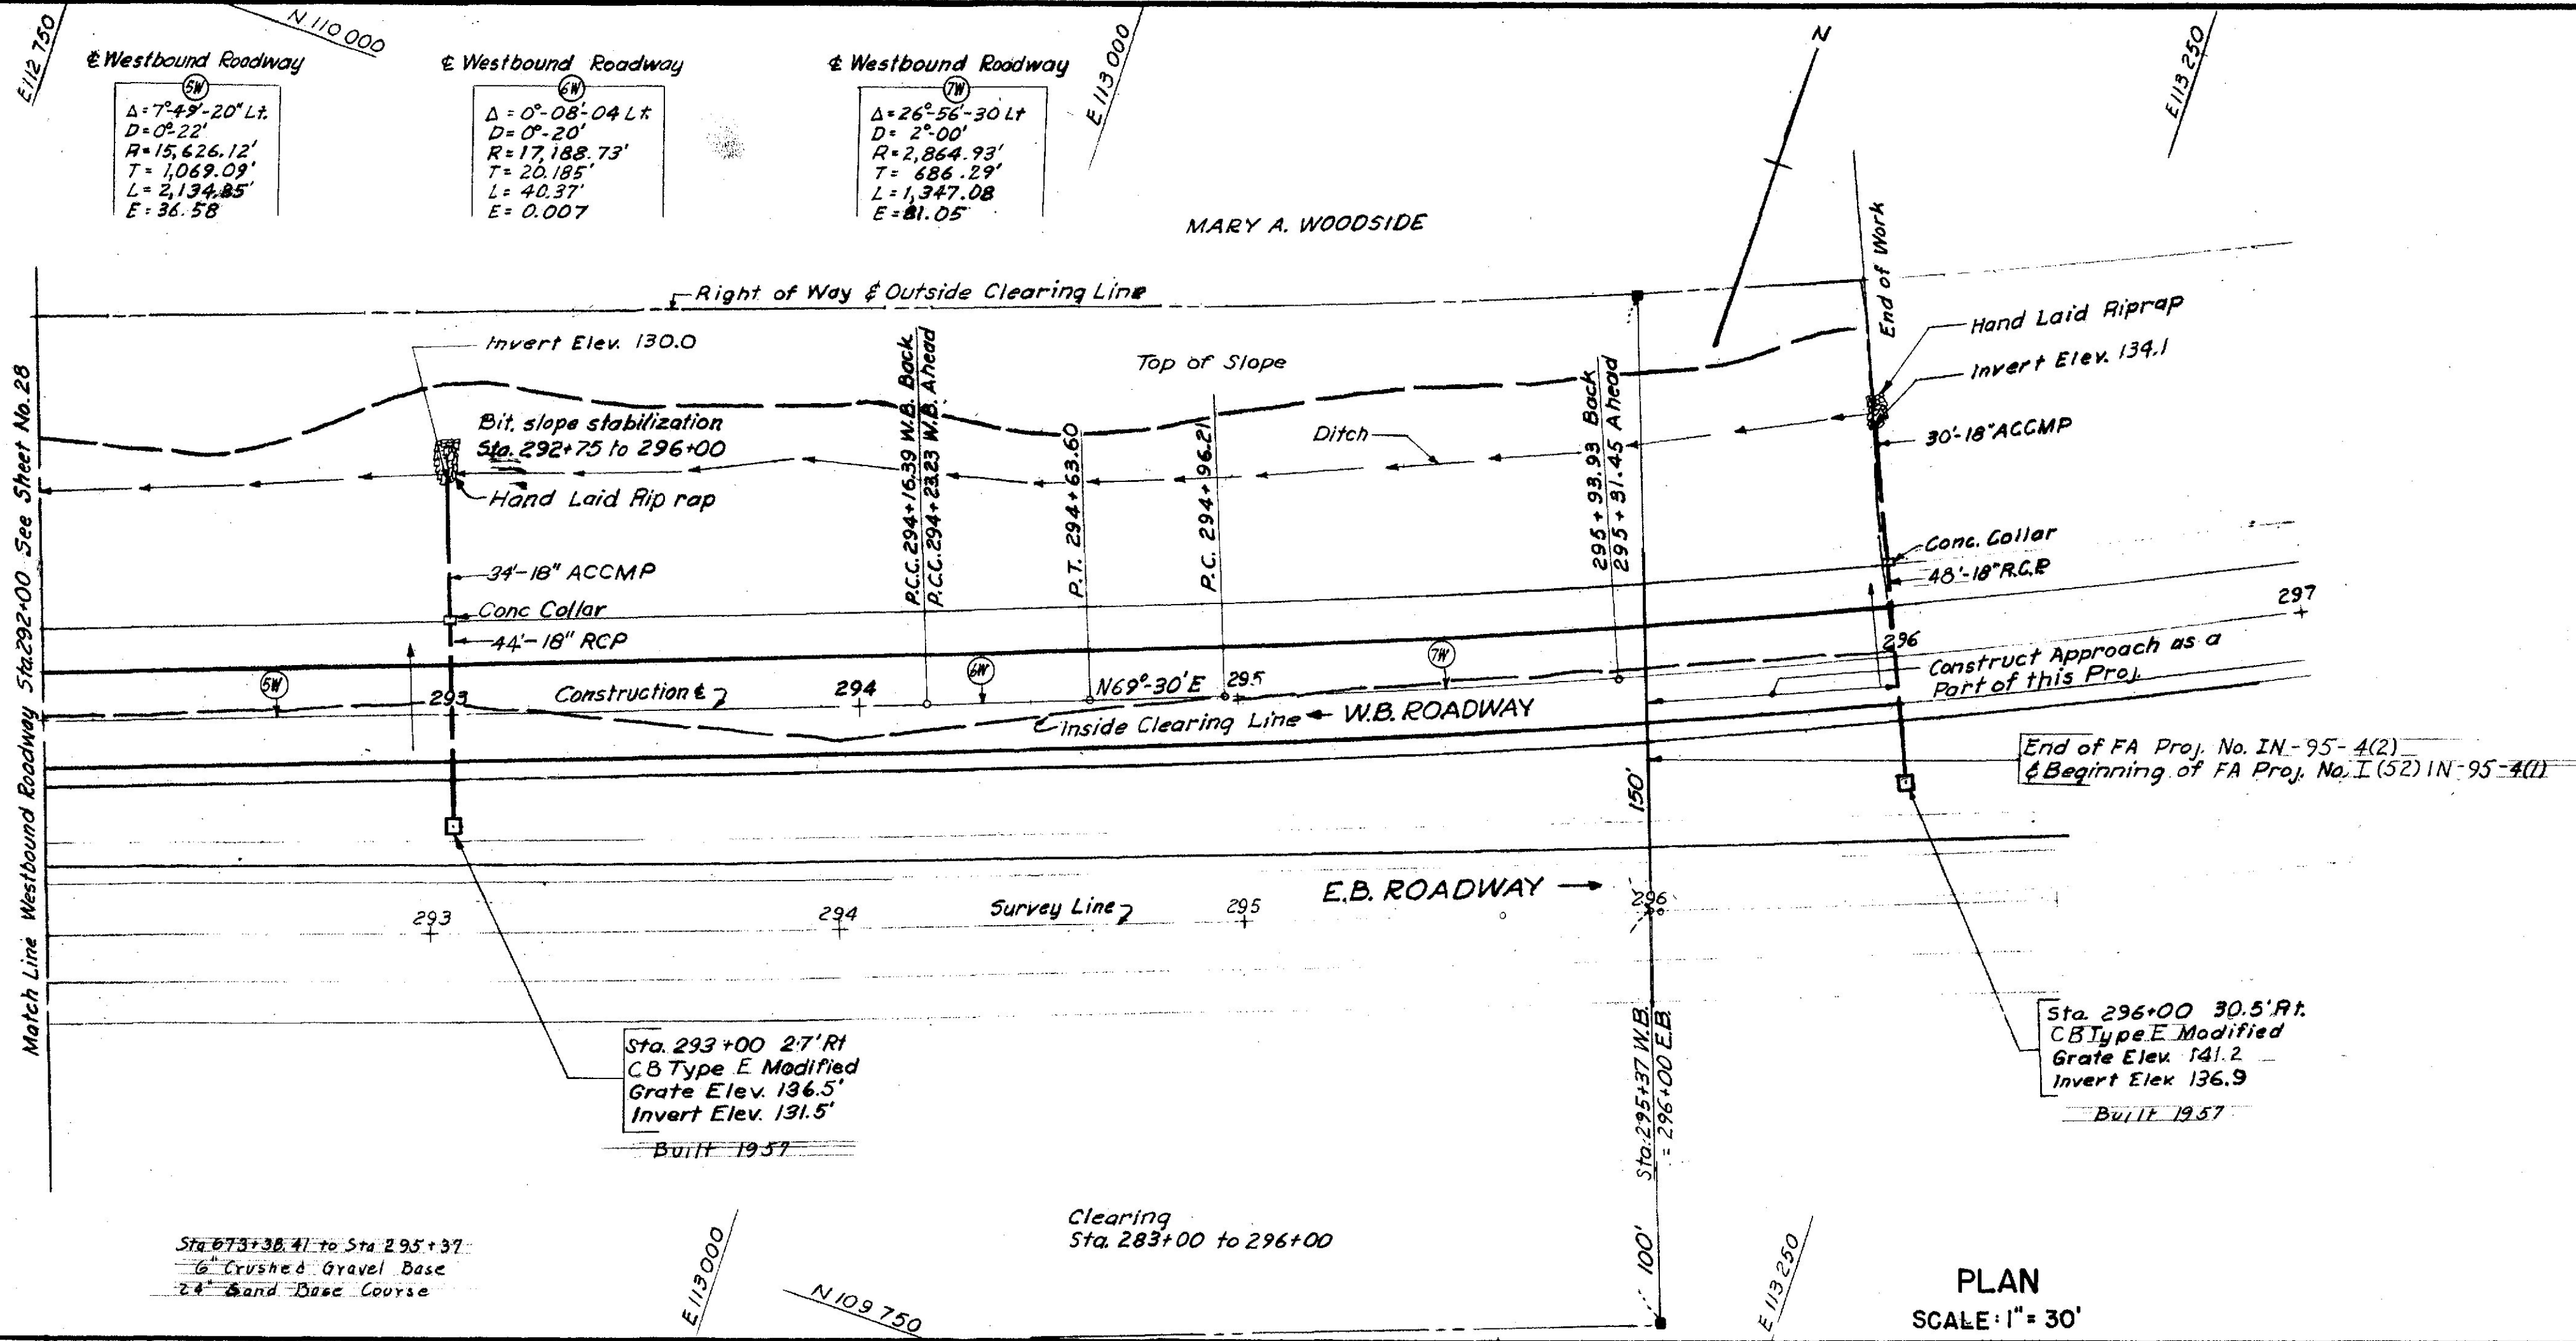 E112 750
N 110 000
E 113 000
E113 250
N
℄ Westbound Roadway
5W
Δ = 7°-49'-20" Lt.
D = 0°-22'
R = 15,626.12'
T = 1,069.09'
L = 2,134.85'
E = 36.58
℄ Westbound Roadway
6W
Δ = 0°-08'-04 Lt
D = 0°-20'
R = 17,188.73'
T = 20.185'
L = 40.37'
E = 0.007
℄ Westbound Roadway
7W
Δ = 26°-56'-30 Lt
D = 2°-00'
R = 2,864.93'
T = 686.29'
L = 1,347.08
E = 81.05'
MARY A. WOODSIDE
Right of Way & Outside Clearing Line
End of Work
Hand Laid Riprap
Invert Elev. 134.1
30'-18" ACCMP
Invert Elev. 130.0
Top of Slope
Bit. slope stabilization
Sta. 292+75 to 296+00
Hand Laid Rip rap
Ditch
P.C.C. 294+16.39 W.B. Back
P.C.C. 294+23.23 W.B. Ahead
P.T. 294+63.60
P.C. 294+96.21
295+93.93 Back
295+31.45 Ahead
Match Line Westbound Roadway Sta. 292+00 See Sheet No. 28
34'-18" ACCMP
Conc Collar
44'-18" RCP
Conc. Collar
48'-18" R.C.P.
297
296
Construct Approach as a
Part of this Proj.
5W
293
Construction ℄
294
6W
N69°-30'E
295
7W
Inside Clearing Line
W.B. ROADWAY
End of FA Proj. No. IN-95-4(2)
& Beginning of FA Proj. No. I (52) IN-95-4(1)
150'
E.B. ROADWAY
293
294
Survey Line
295
296
Sta. 293+00 27' Rt
CB Type E Modified
Grate Elev. 136.5'
Invert Elev. 131.5'
Built 1957
Sta. 295+37 W.B.
= 296+00 E.B.
Sta. 296+00 30.5' Rt.
CB Type E Modified
Grate Elev. 141.2
Invert Elev. 136.9
Built 1957
Sta 673+38.41 to Sta 295+37
6" Crushed Gravel Base
24" Sand Base Course
E 113 000
N 109 750
Clearing
Sta. 283+00 to 296+00
100'
E 113 250
PLAN
SCALE: 1" = 30'